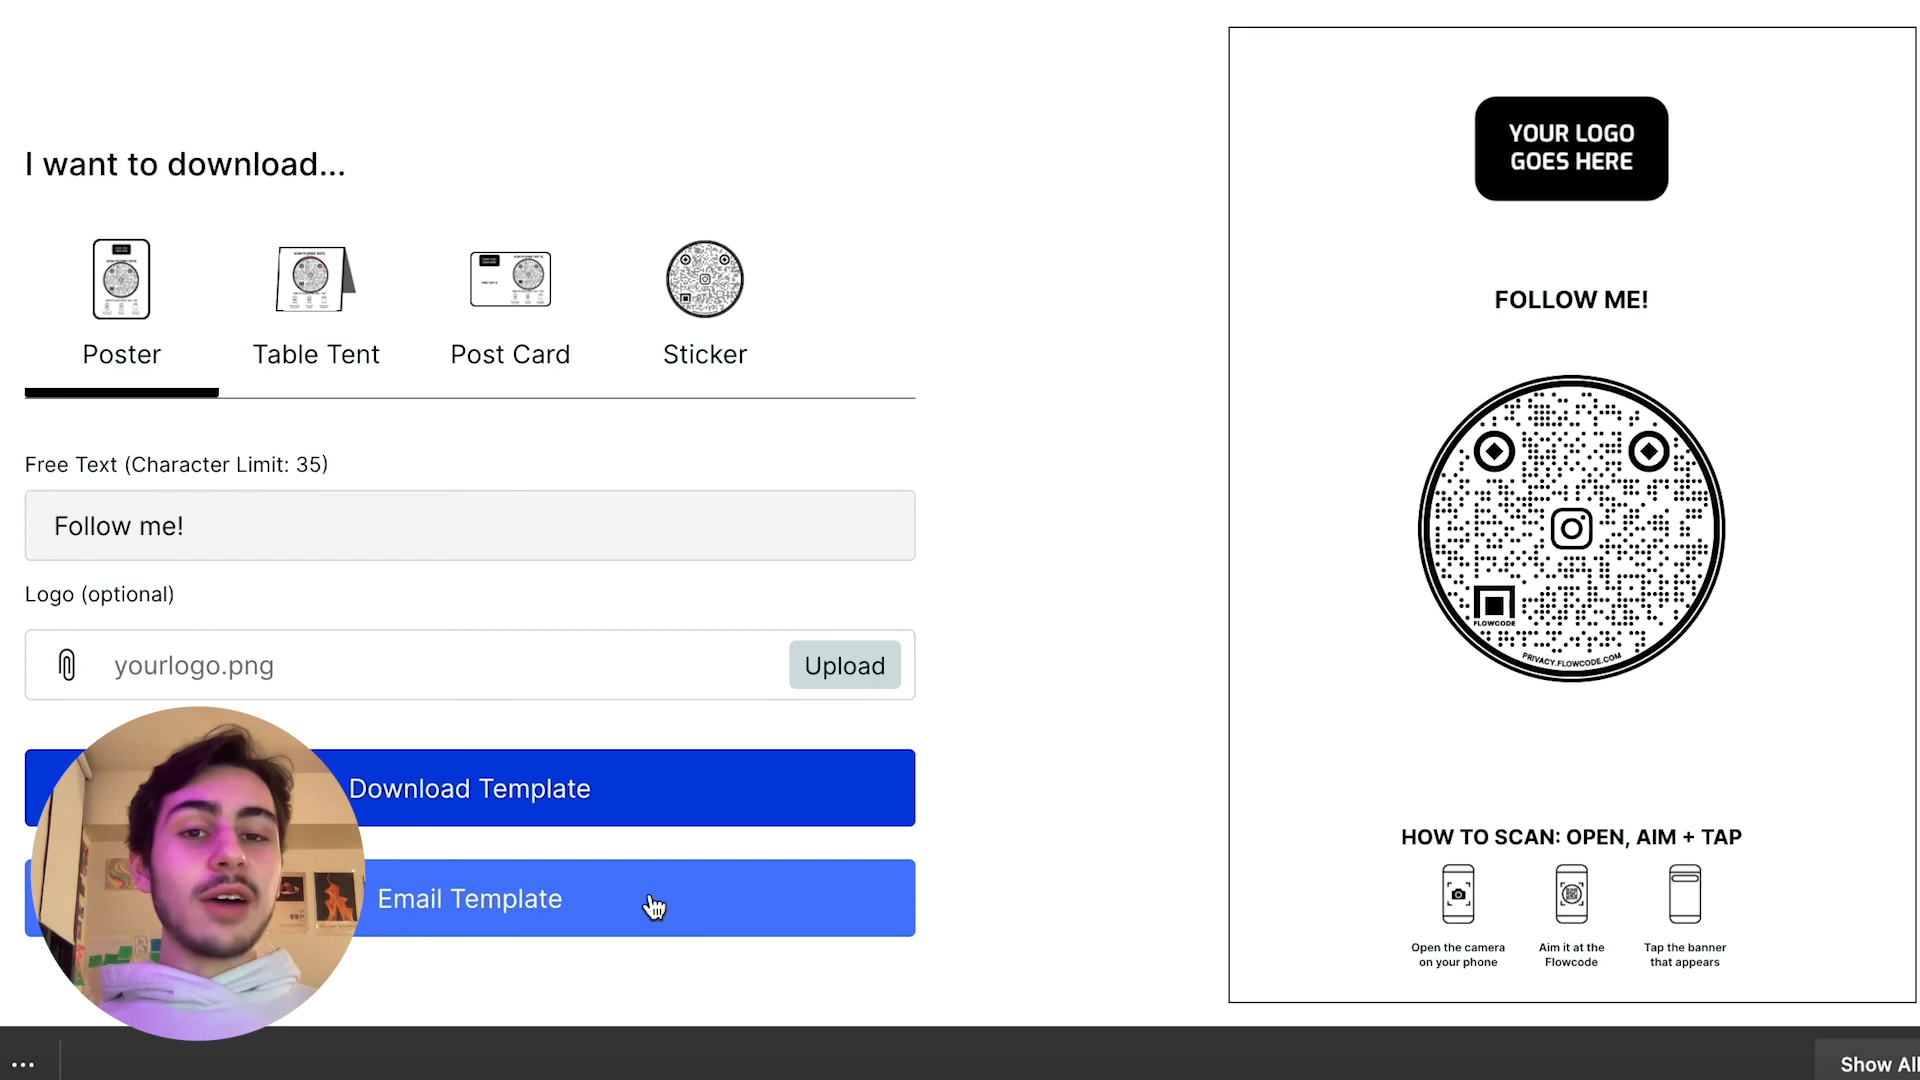 I want to download...
Poster
Table Tent
Post Card
Sticker
Free Text (Character Limit: 35)
Follow me!
Logo (optional)
yourlogo.png
Upload
Download Template
Email Template
YOUR LOGO
GOES HERE
FOLLOW ME!
FLOWCODE
PRIVACY.FLOWCODE.COM
HOW TO SCAN: OPEN, AIM + TAP
Open the camera
on your phone
Aim it at the
Flowcode
Tap the banner
that appears
...
Show All